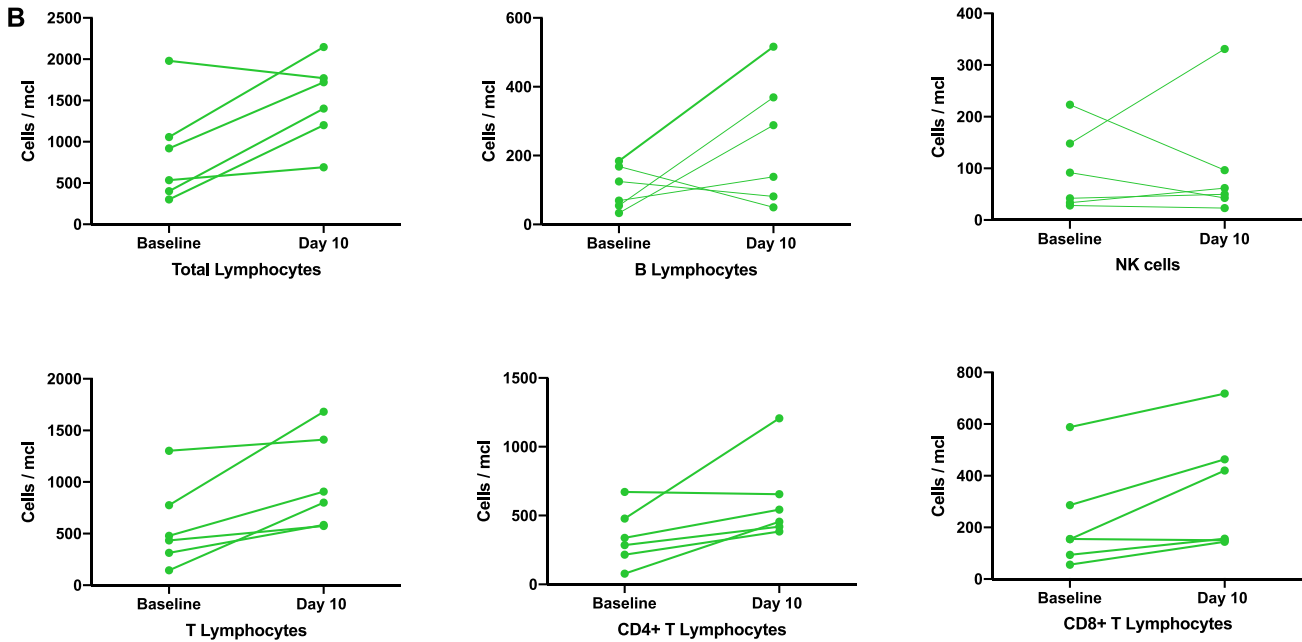 B
Cells / mcl
2500
2000
1500
1000
500
0
Baseline Day 10
Total Lymphocytes
Cells / mcl
600
400
200
0
Baseline Day 10
B Lymphocytes
Cells / mcl
400
300
200
100
0
Baseline Day 10
NK cells
Cells / mcl
2000
1500
1000
500
0
Baseline Day 10
T Lymphocytes
Cells / mcl
1500
1000
500
0
Baseline Day 10
CD4+ T Lymphocytes
Cells / mcl
800
600
400
200
0
Baseline Day 10
CD8+ T Lymphocytes